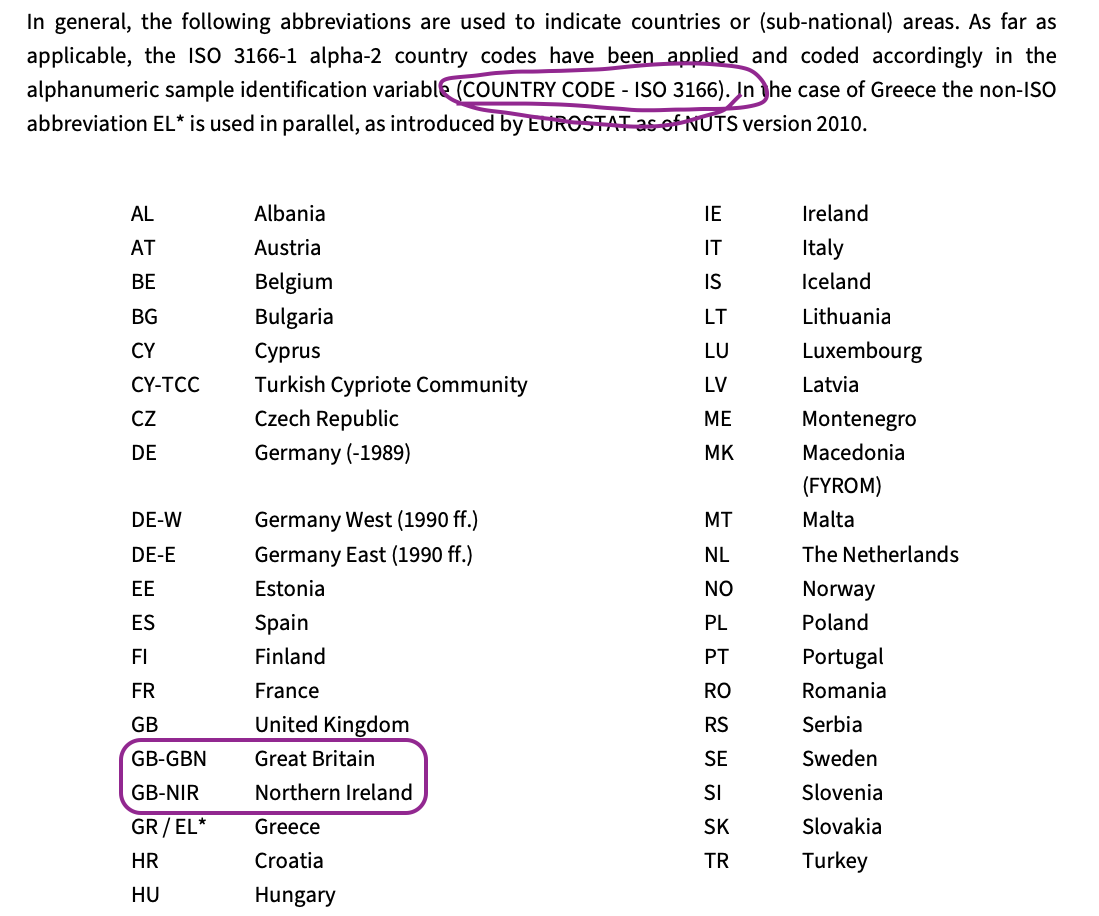 In general, the following abbreviations are used to indicate countries or (sub-national) areas. As far as
applicable, the ISO 3166-1 alpha-2 country codes have been applied and coded accordingly in the
alphanumeric sample identification variable (COUNTRY CODE - ISO 3166). In the case of Greece the non-ISO
abbreviation EL* is used in parallel, as introduced by EUROSTAT as of NUTS version 2010.
AL Albania
AT Austria
BE Belgium
BG Bulgaria
CY Cyprus
CY-TCC Turkish Cypriote Community
CZ Czech Republic
DE Germany (-1989)
DE-W Germany West (1990 ff.)
DE-E Germany East (1990 ff.)
EE Estonia
ES Spain
FI Finland
FR France
GB United Kingdom
GB-GBN Great Britain
GB-NIR Northern Ireland
GR / EL* Greece
HR Croatia
HU Hungary
IE Ireland
IT Italy
IS Iceland
LT Lithuania
LU Luxembourg
LV Latvia
ME Montenegro
MK Macedonia
(FYROM)
MT Malta
NL The Netherlands
NO Norway
PL Poland
PT Portugal
RO Romania
RS Serbia
SE Sweden
SI Slovenia
SK Slovakia
TR Turkey